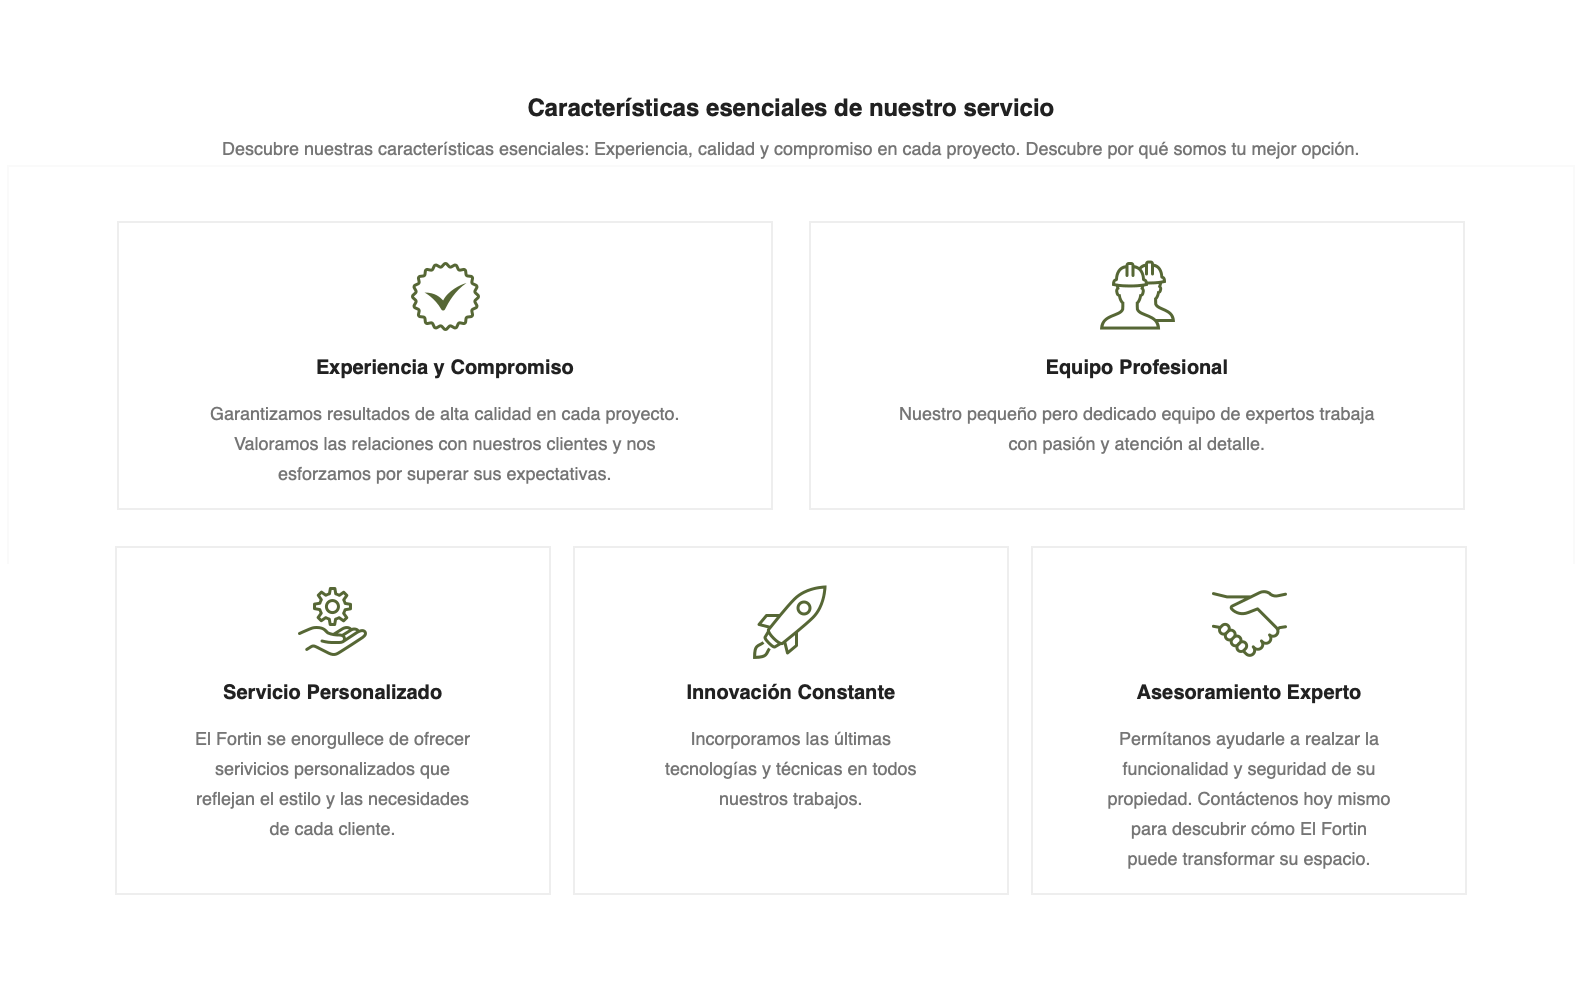 Características esenciales de nuestro servicio
Descubre nuestras características esenciales: Experiencia, calidad y compromiso en cada proyecto. Descubre por qué somos tu mejor opción.
Experiencia y Compromiso
Garantizamos resultados de alta calidad en cada proyecto.
Valoramos las relaciones con nuestros clientes y nos
esforzamos por superar sus expectativas.
Equipo Profesional
Nuestro pequeño pero dedicado equipo de expertos trabaja
con pasión y atención al detalle.
Servicio Personalizado
El Fortin se enorgullece de ofrecer
serivicios personalizados que
reflejan el estilo y las necesidades
de cada cliente.
Innovación Constante
Incorporamos las últimas
tecnologías y técnicas en todos
nuestros trabajos.
Asesoramiento Experto
Permítanos ayudarle a realzar la
funcionalidad y seguridad de su
propiedad. Contáctenos hoy mismo
para descubrir cómo El Fortin
puede transformar su espacio.